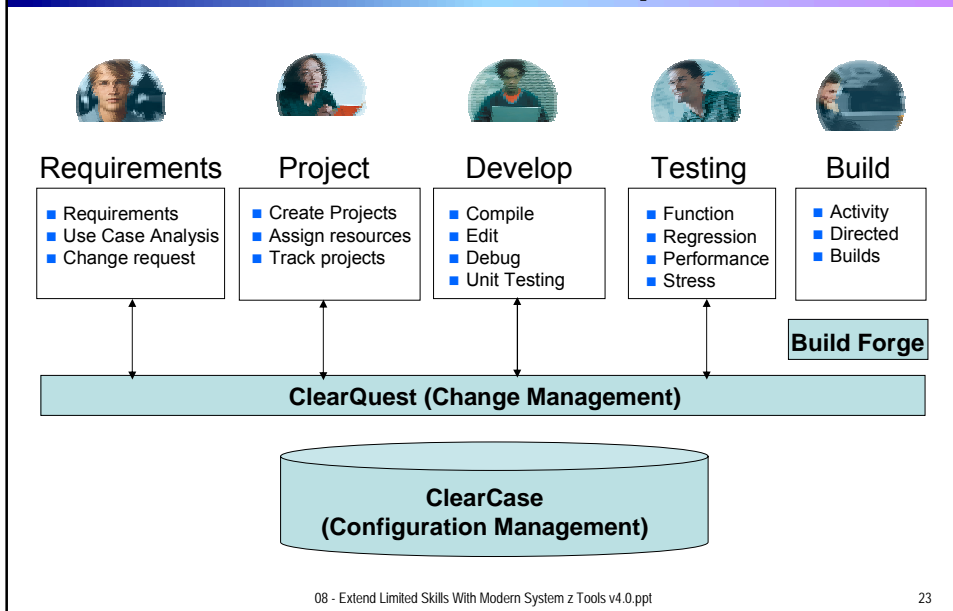 Requirements
Project
Develop
Testing
Build
Requirements
Use Case Analysis
Change request
Create Projects
Assign resources
Track projects
Compile
Edit
Debug
Unit Testing
Function
Regression
Performance
Stress
Activity
Directed
Builds
Build Forge
ClearQuest (Change Management)
ClearCase
(Configuration Management)
08 - Extend Limited Skills With Modern System z Tools v4.0.ppt
23